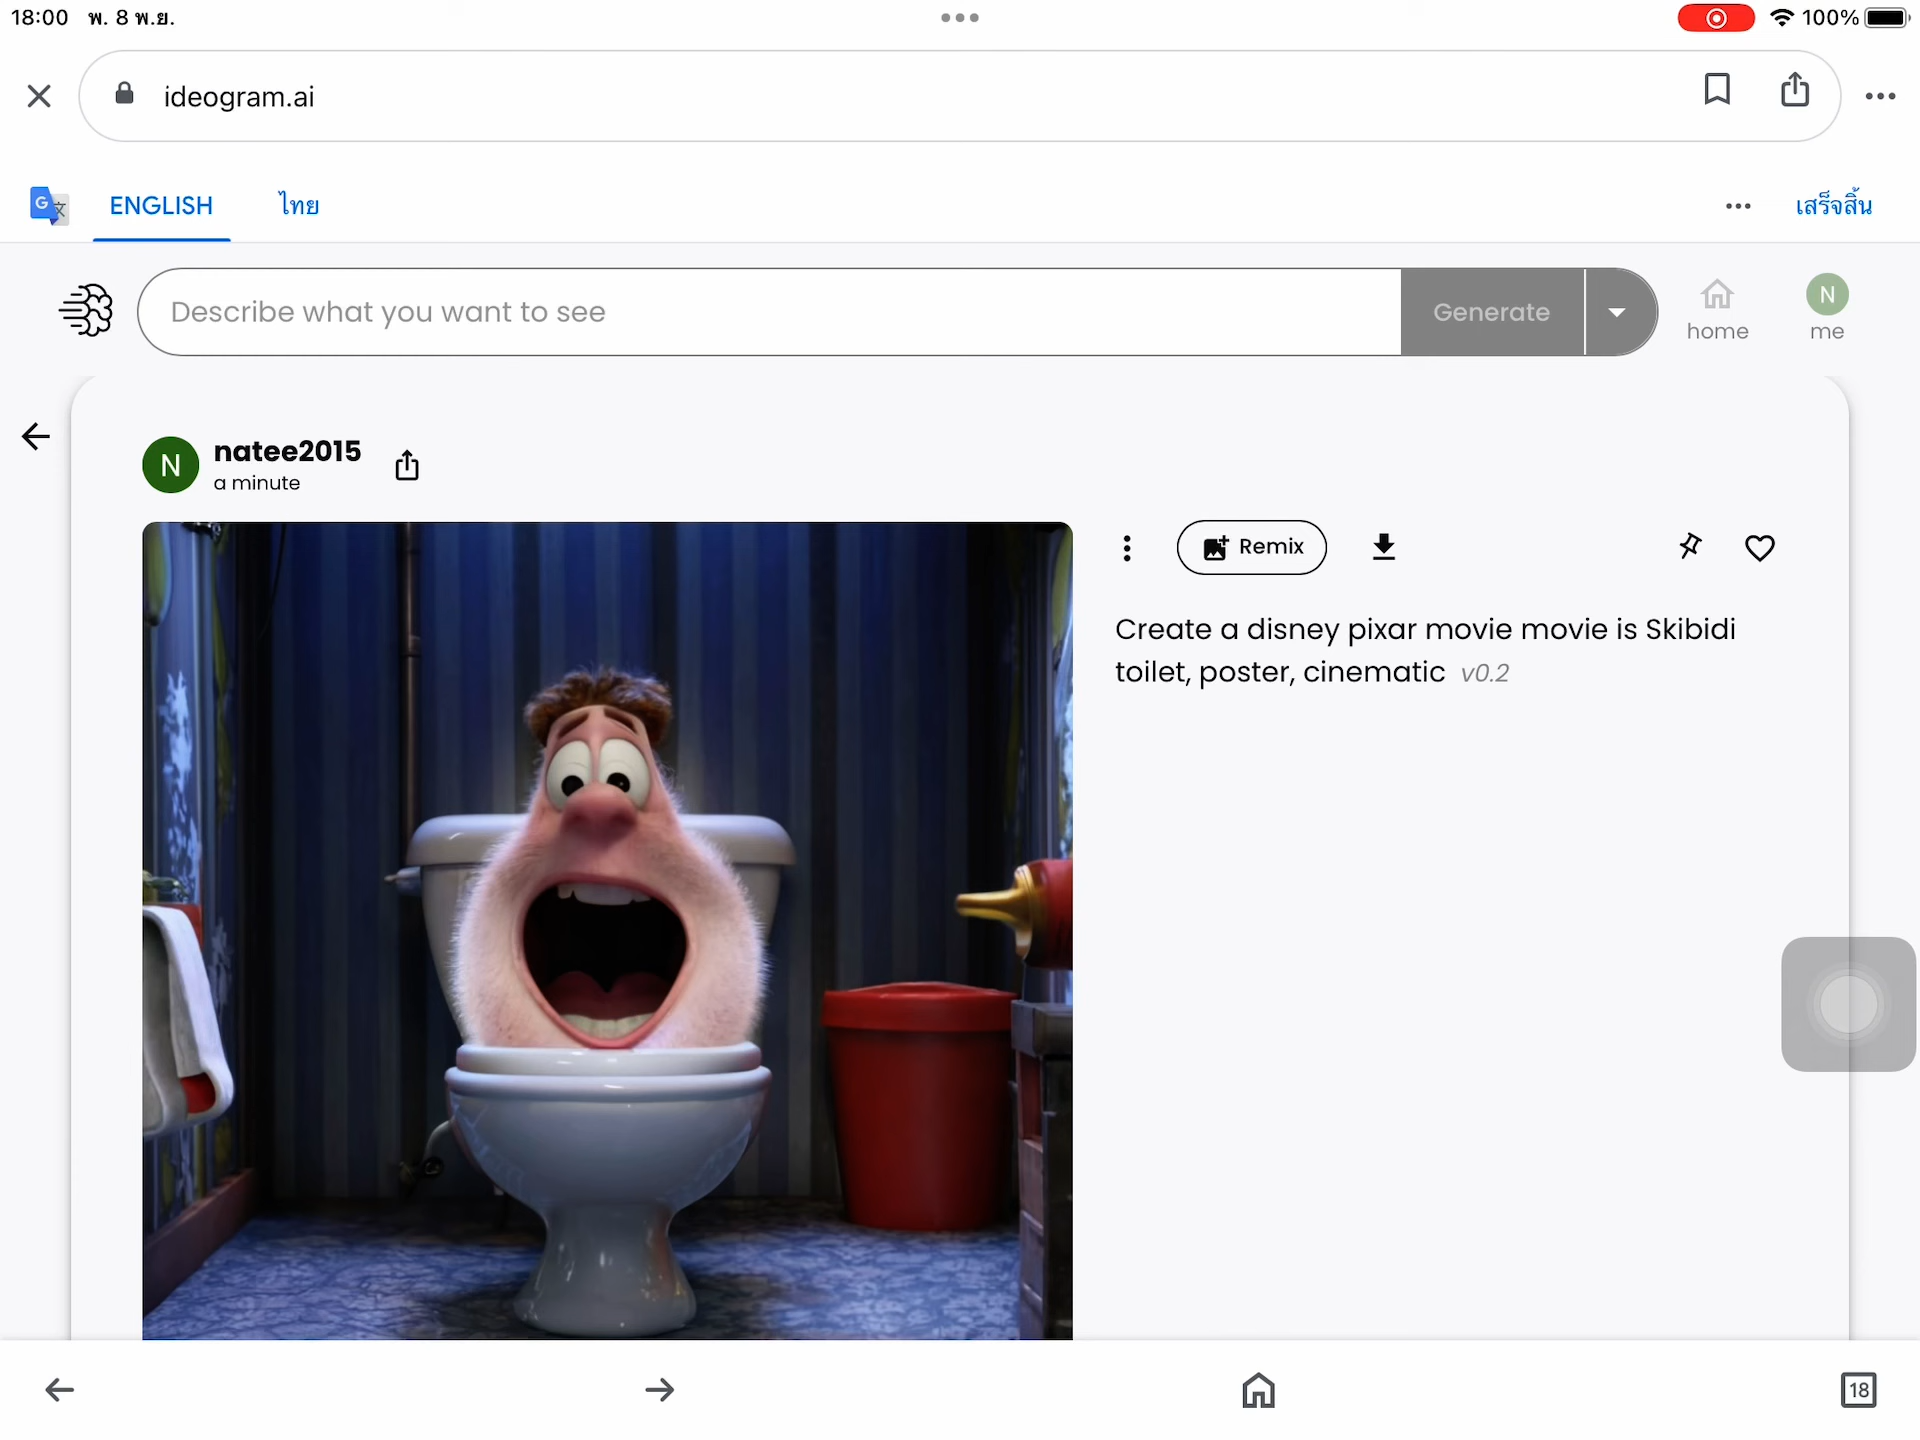 18:00 พ. 8 พ.ย.
100%
ideogram.ai
ENGLISH ไทย
เสร็จสิ้น
Describe what you want to see
Generate
home
N
me
N
natee2015
a minute
Remix
Create a disney pixar movie movie is Skibidi
toilet, poster, cinematic v0.2
18